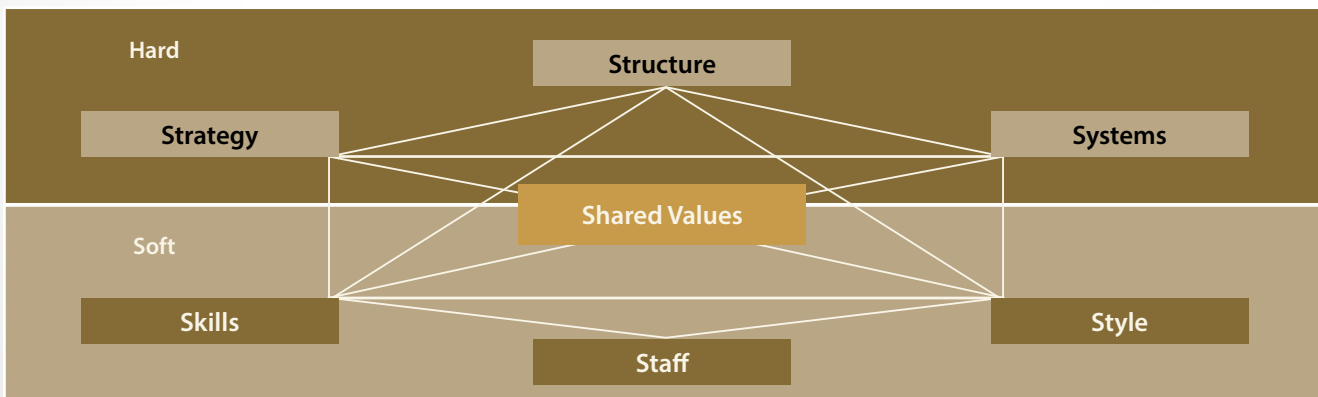 Hard
Structure
Strategy
Systems
Shared Values
Soft
Skills
Style
Staff